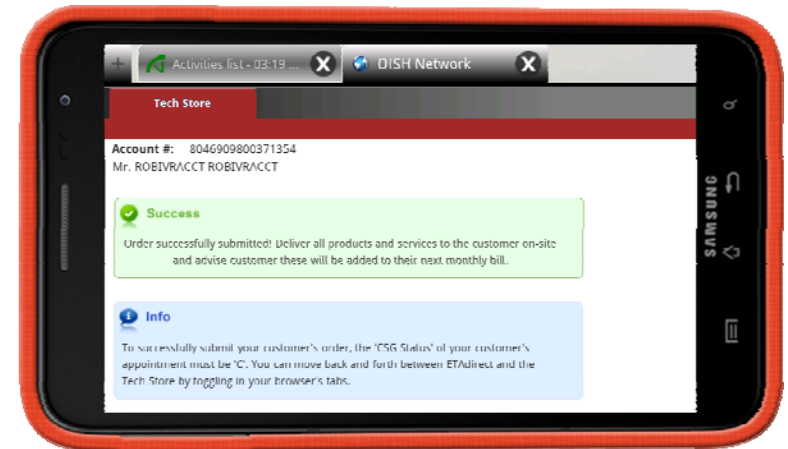 + Activities list - 03:19 ... X DISH Network X
Tech Store
Account #: 8046909800371354
Mr. ROBIVRACCT ROBIVRACCT
Success
Order successfully submitted! Deliver all products and services to the customer on-site
and advise customer these will be added to their next monthly bill.
Info
To successfully submit your customer's order, the 'CSG Status' of your customer's
appointment must be 'C'. You can move back and forth between ETAdirect and the
Tech Store by toggling in your browser's tabs.
SAMSUNG